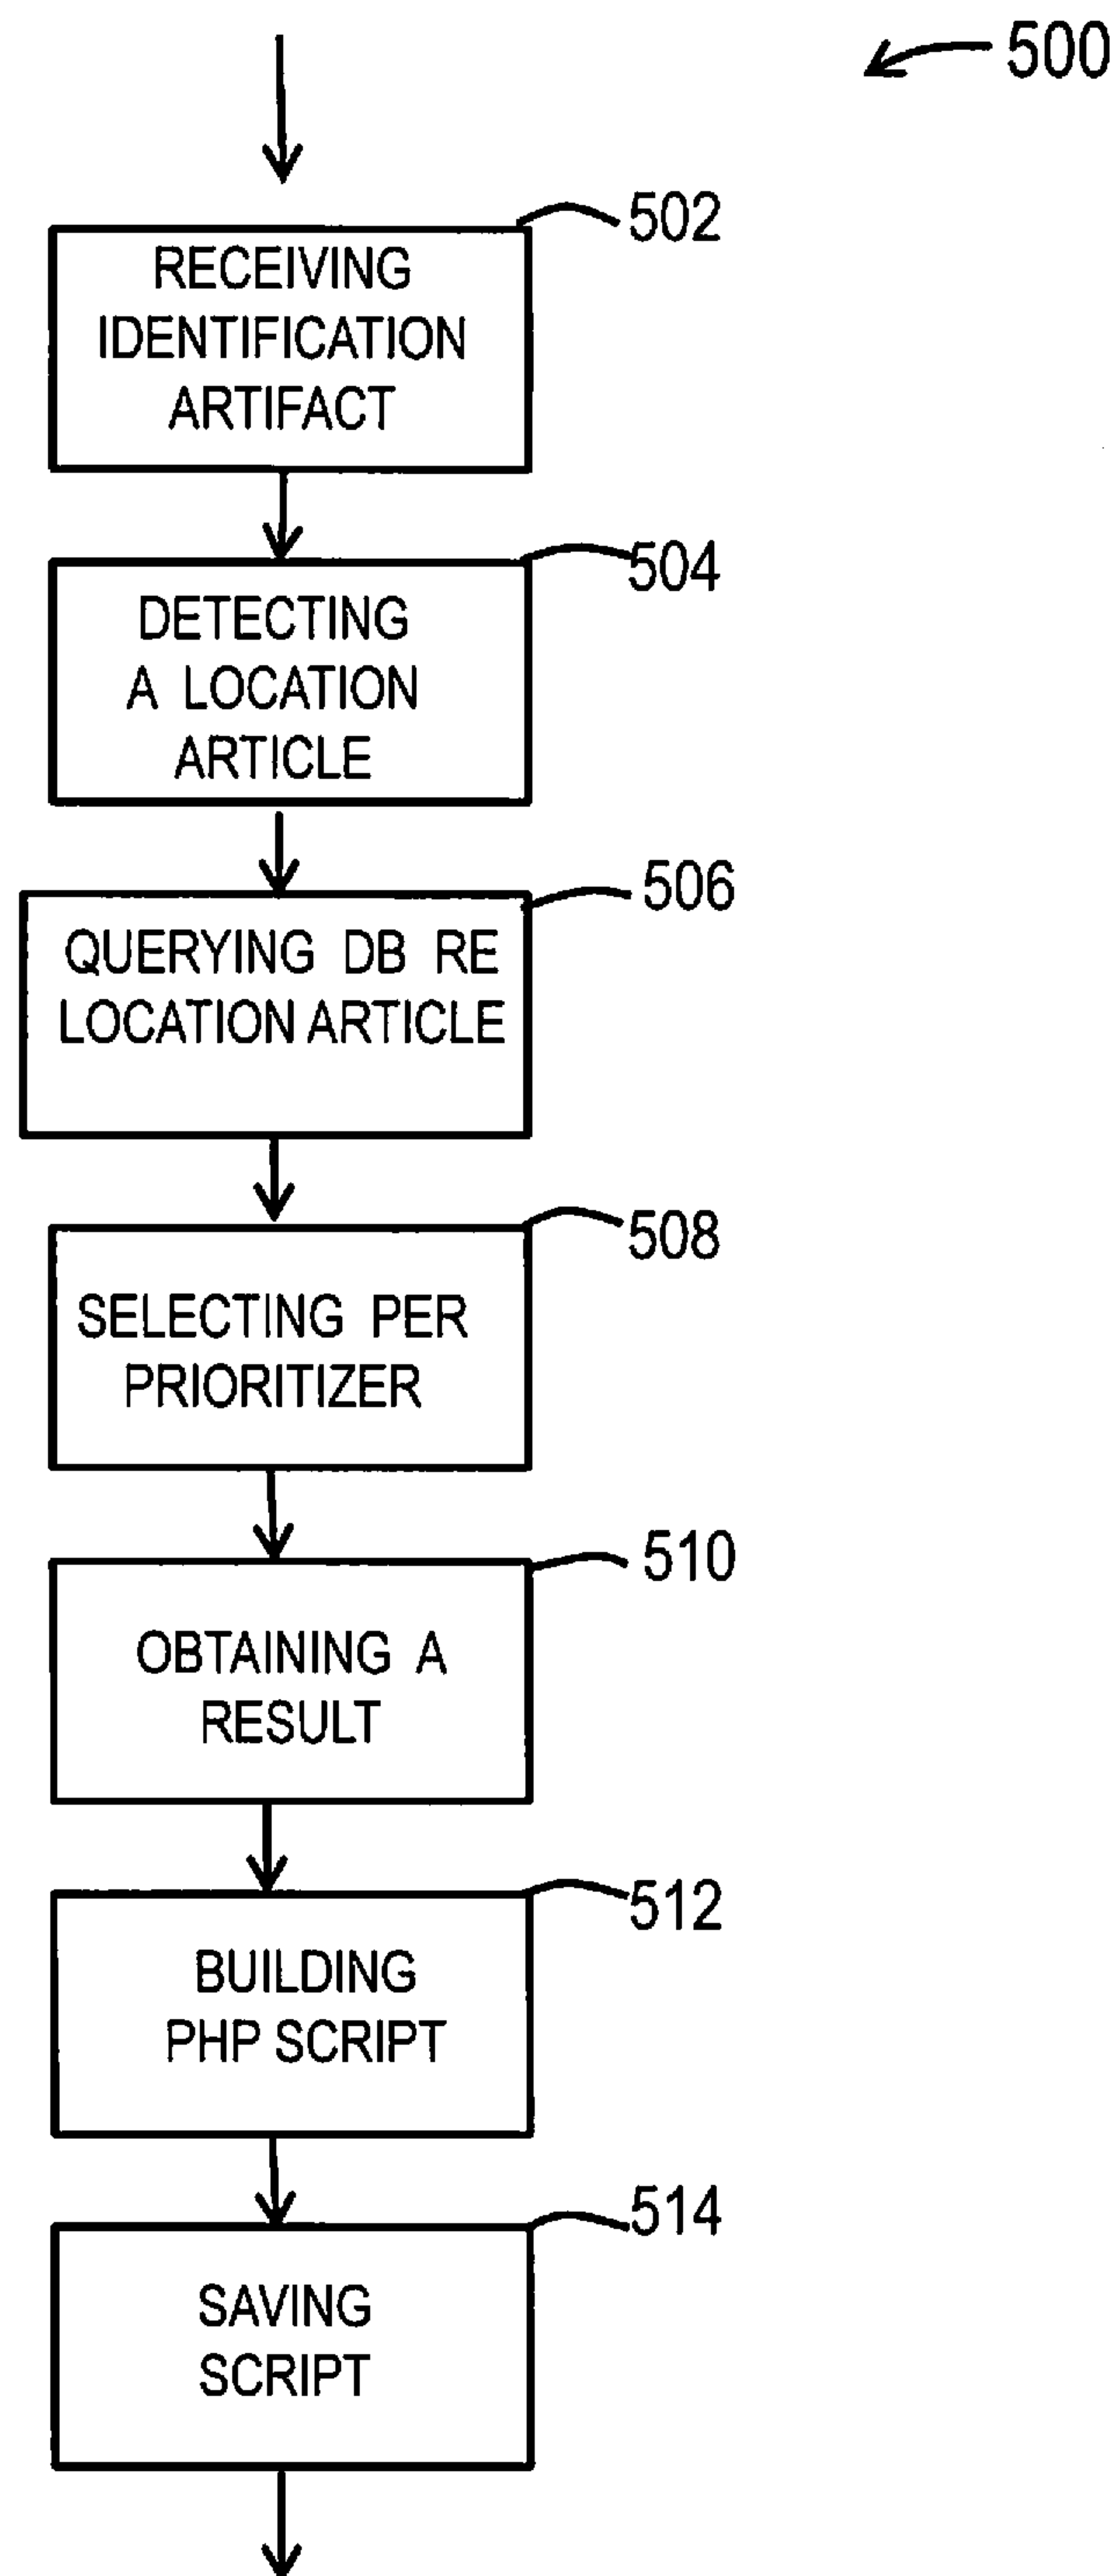 500
502
RECEIVING
IDENTIFICATION
ARTIFACT
504
DETECTING
A LOCATION
ARTICLE
506
QUERYING DB RE
LOCATION ARTICLE
508
SELECTING PER
PRIORITIZER
510
OBTAINING A
RESULT
512
BUILDING
PHP SCRIPT
514
SAVING
SCRIPT